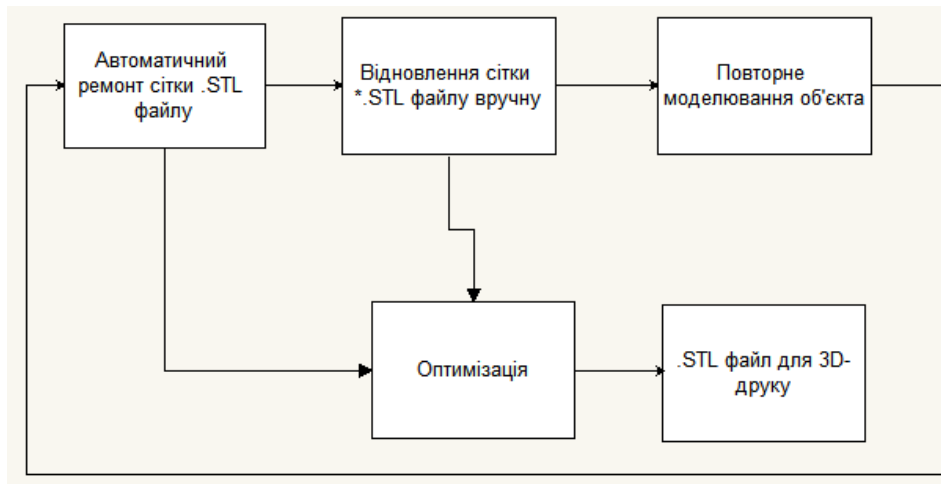 Автоматичний
ремонт сітки .STL
файлу
Відновлення сітки
*.STL файлу вручну
Повторне
моделювання об'єкта
Оптимізація
.STL файл для 3D-
друку